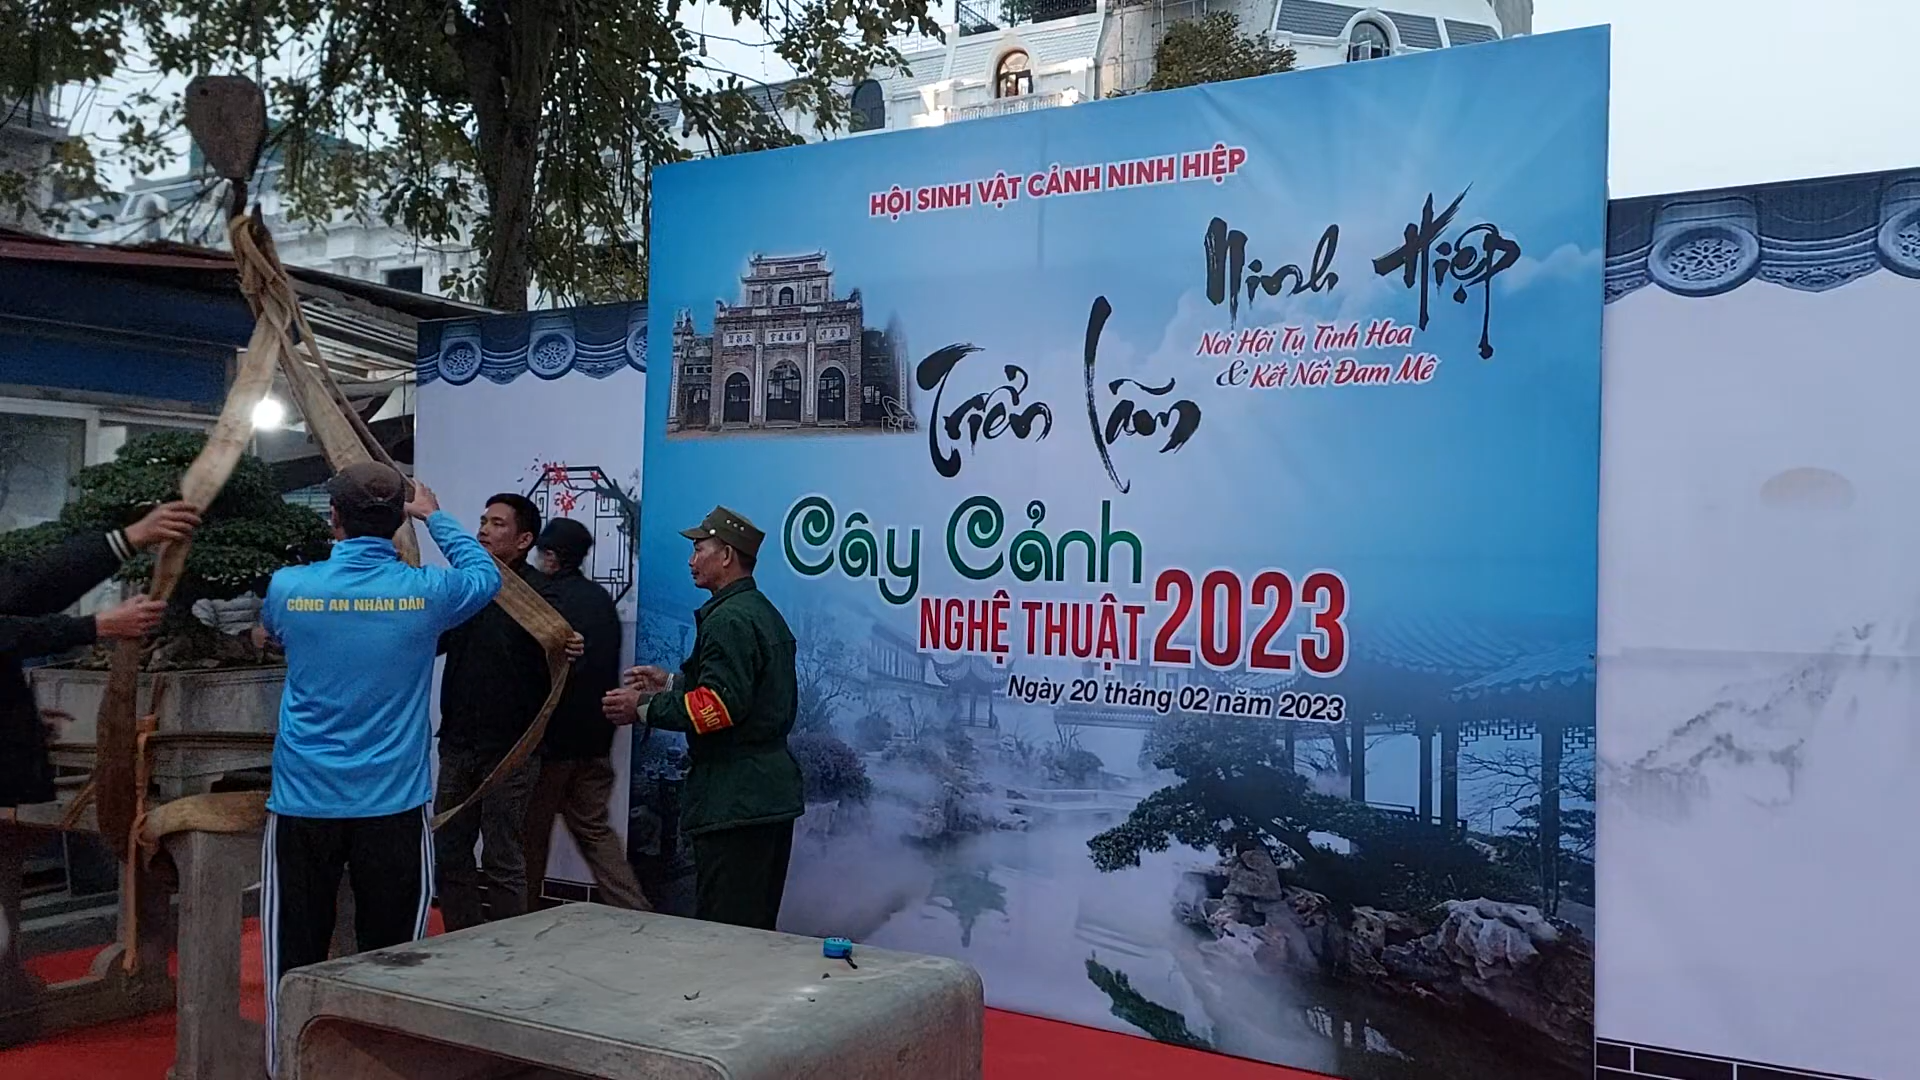 HỘI SINH VẬT CẢNH NINH HIỆP
Ninh Hiệp
Nơi Hội Tụ Tinh Hoa
& Kết Nối Đam Mê
Triển lãm
Cây Cảnh
NGHỆ THUẬT 2023
Ngày 20 tháng 02 năm 2023
CÔNG AN NHÂN DÂN
BẢO